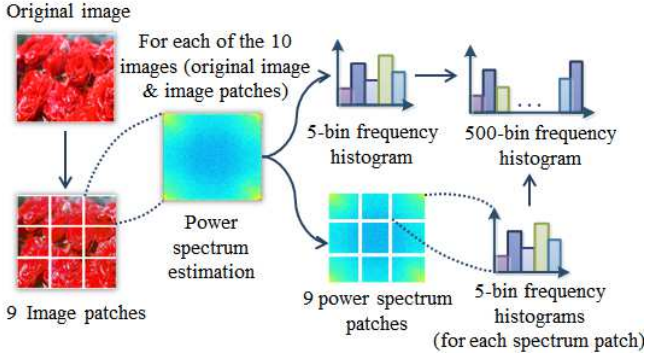 Original image
For each of the 10
images (original image
& image patches)
5-bin frequency
histogram
500-bin frequency
histogram
...
Power
spectrum
estimation
9 Image patches
9 power spectrum
patches
5-bin frequency
histograms
(for each spectrum patch)